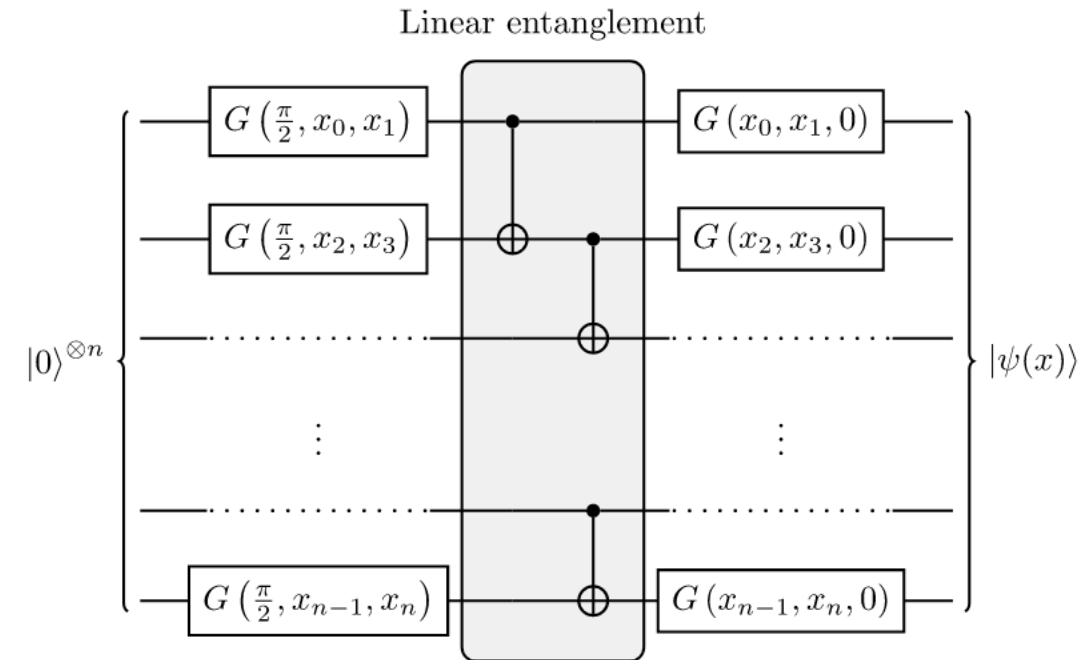 Linear entanglement
G (π/2, x₀, x₁) G (x₀, x₁, 0)
G (π/2, x₂, x₃) G (x₂, x₃, 0)
|0⟩^⊗n |ψ(x)⟩
G (π/2, xₙ₋₁, xₙ) G (xₙ₋₁, xₙ, 0)